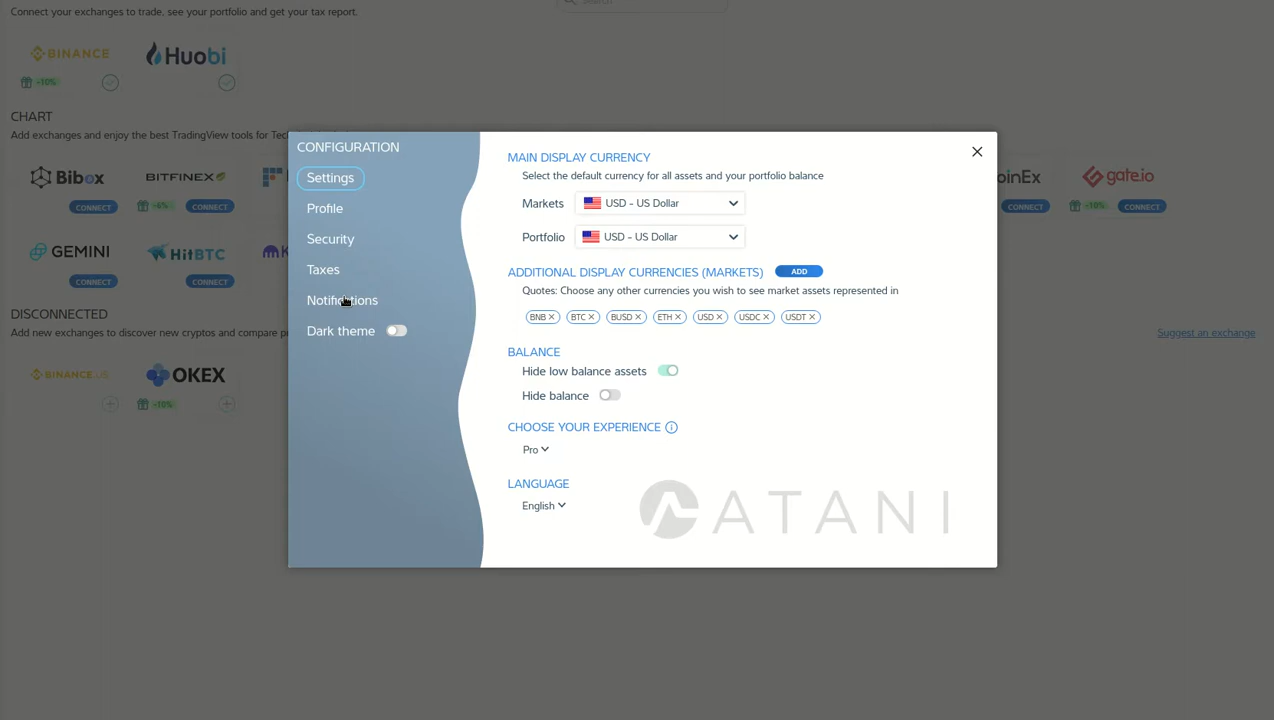 Connect your exchanges to trade, see your portfolio and get your tax report.
Search
BINANCE
Huobi
-10%
CHART
Add exchanges and enjoy the best TradingView tools for Tec
Bibox
BITFINEX
gate.io
CONNECT
-6%
CONNECT
CONNECT
-10%
CONNECT
GEMINI
HitBTC
CONNECT
CONNECT
DISCONNECTED
Add new exchanges to discover new cryptos and compare p
Suggest an exchange
BINANCE.US
OKEX
-10%
CONFIGURATION
Settings
Profile
Security
Taxes
Notifications
Dark theme
MAIN DISPLAY CURRENCY
Select the default currency for all assets and your portfolio balance
Markets USD - US Dollar
Portfolio USD - US Dollar
ADDITIONAL DISPLAY CURRENCIES (MARKETS) ADD
Quotes: Choose any other currencies you wish to see market assets represented in
BNB BTC BUSD ETH USD USDC USDT
BALANCE
Hide low balance assets
Hide balance
CHOOSE YOUR EXPERIENCE
Pro
LANGUAGE
English
ATANI